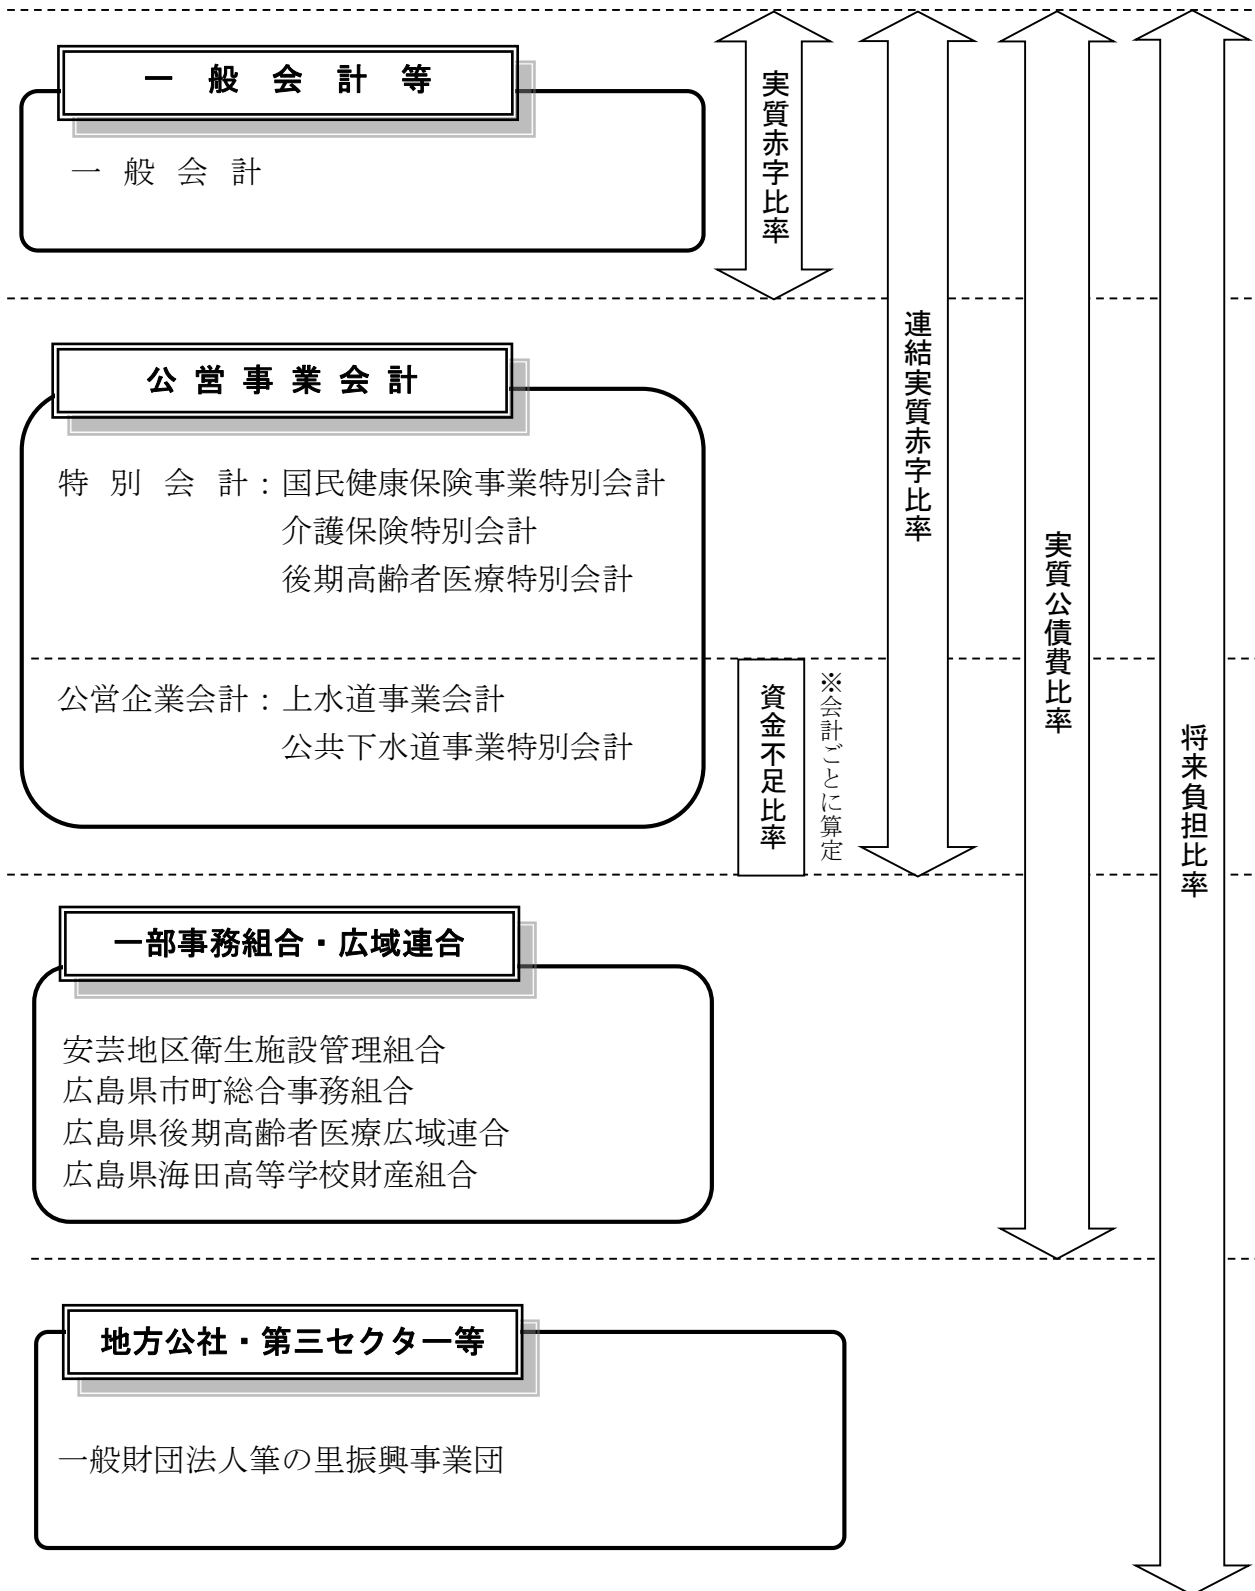 一般会計等
一般会計
実質赤字比率
連結実質赤字比率
実質公債費比率
将来負担比率
公営事業会計
特別会計：国民健康保険事業特別会計
介護保険特別会計
後期高齢者医療特別会計
公営企業会計：上水道事業会計
公共下水道事業特別会計
資金不足比率
※会計ごとに算定
一部事務組合・広域連合
安芸地区衛生施設管理組合
広島県市町総合事務組合
広島県後期高齢者医療広域連合
広島県海田高等学校財産組合
地方公社・第三セクター等
一般財団法人筆の里振興事業団